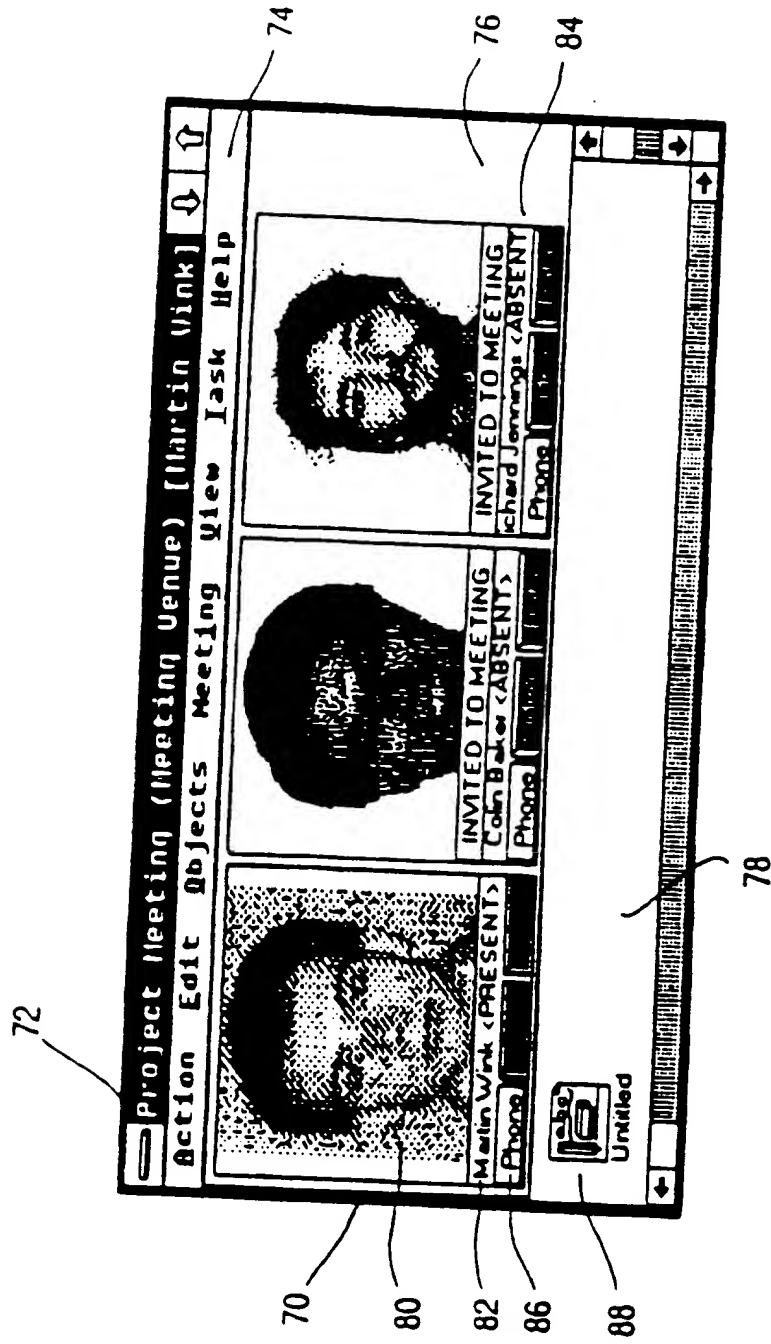 72
Project Meeting (Meeting Venue) [Martin Wink]
Action Edit Objects Meeting View Task Help
74
76
INVITED TO MEETING
INVITED TO MEETING
Martin Wink <PRESENT>
Colin Baker <ABSENT>
ichard Jennings <ABSENT
84
Phone
Phone
Phone
70
80
82
86
88
Untitled
78